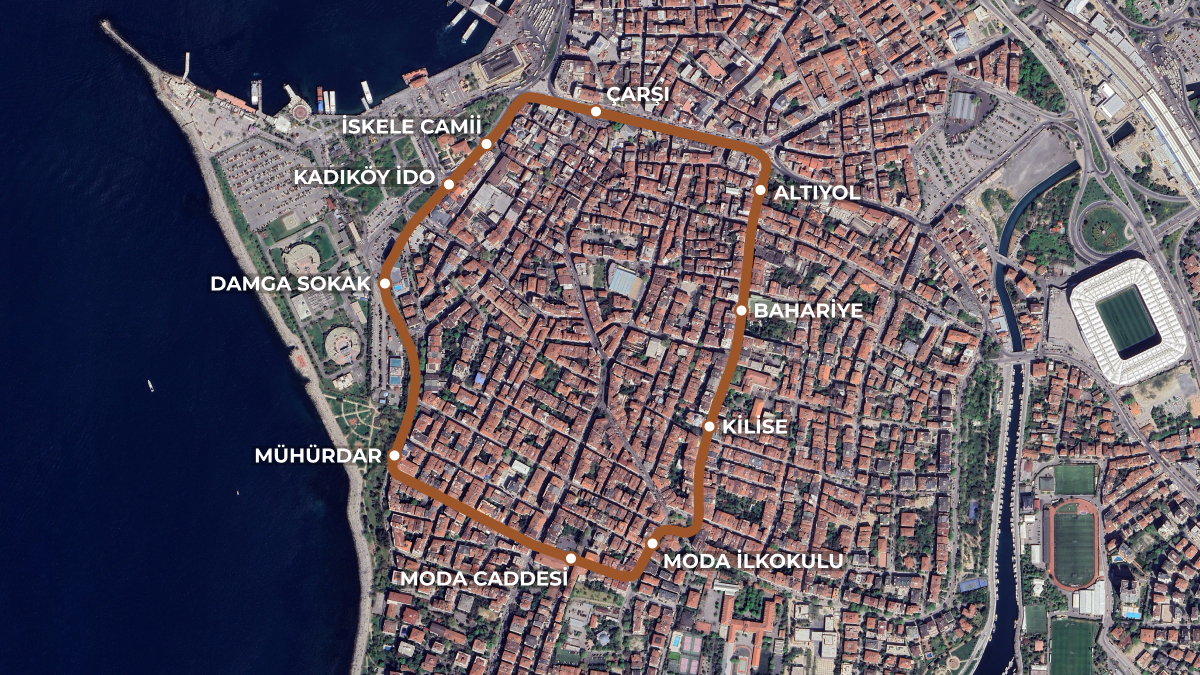 ÇARŞI
İSKELE CAMİİ
KADIKÖY İDO
ALTIYOL
DAMGA SOKAK
BAHARİYE
KİLİSE
MÜHÜRDAR
MODA İLKOKULU
MODA CADDESİ